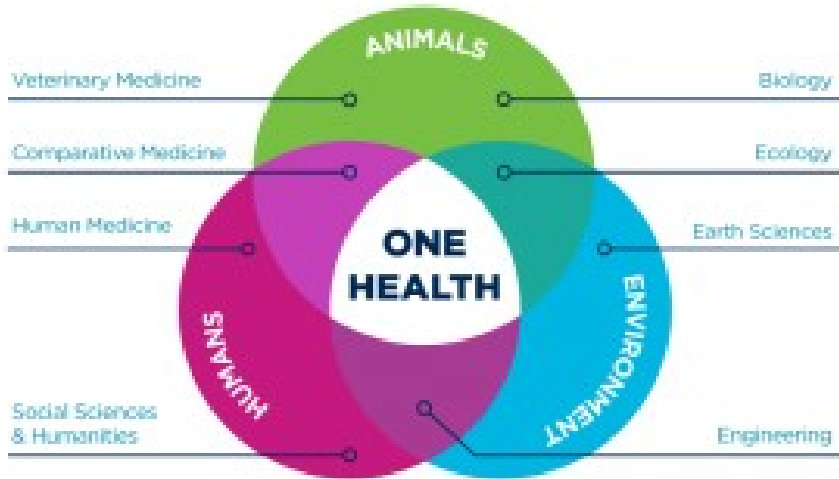 ANIMALS
Veterinary Medicine
Biology
Comparative Medicine
Ecology
Human Medicine
Earth Sciences
ONE
HEALTH
HUMANS
ENVIRONMENT
Social Sciences
& Humanities
Engineering